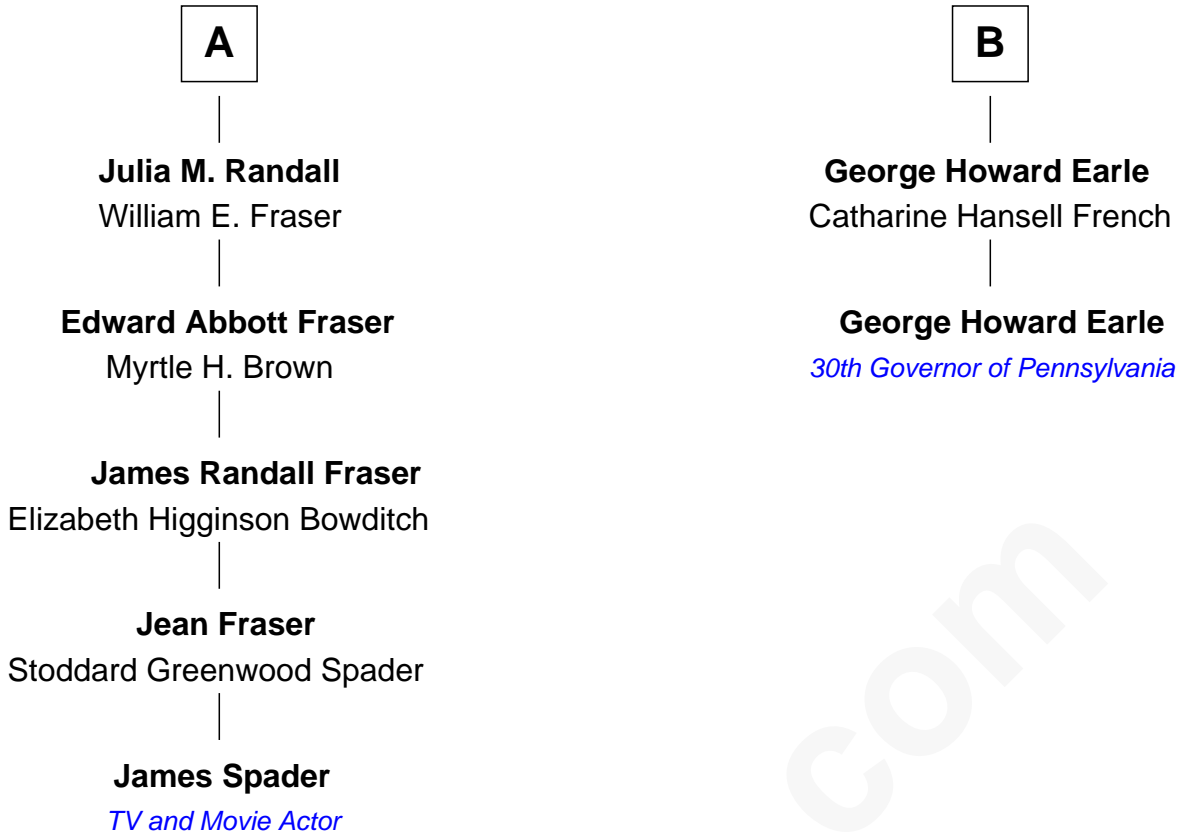 A
Julia M. Randall
William E. Fraser
Edward Abbott Fraser
Myrtle H. Brown
James Randall Fraser
Elizabeth Higginson Bowditch
Jean Fraser
Stoddard Greenwood Spader
James Spader
TV and Movie Actor
B
George Howard Earle
Catharine Hansell French
George Howard Earle
30th Governor of Pennsylvania
com